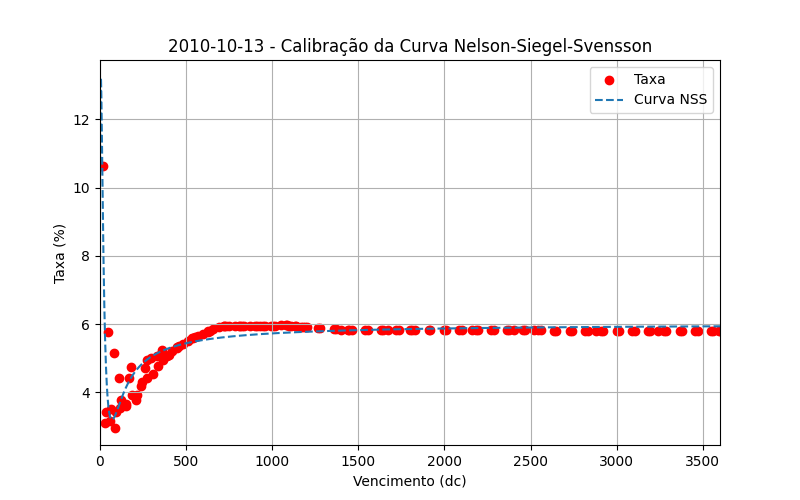 2010-10-13 - Calibração da Curva Nelson-Siegel-Svensson
Taxa
Curva NSS
12
10
8
6
4
Taxa (%)
0 500 1000 1500 2000 2500 3000 3500
Vencimento (dc)